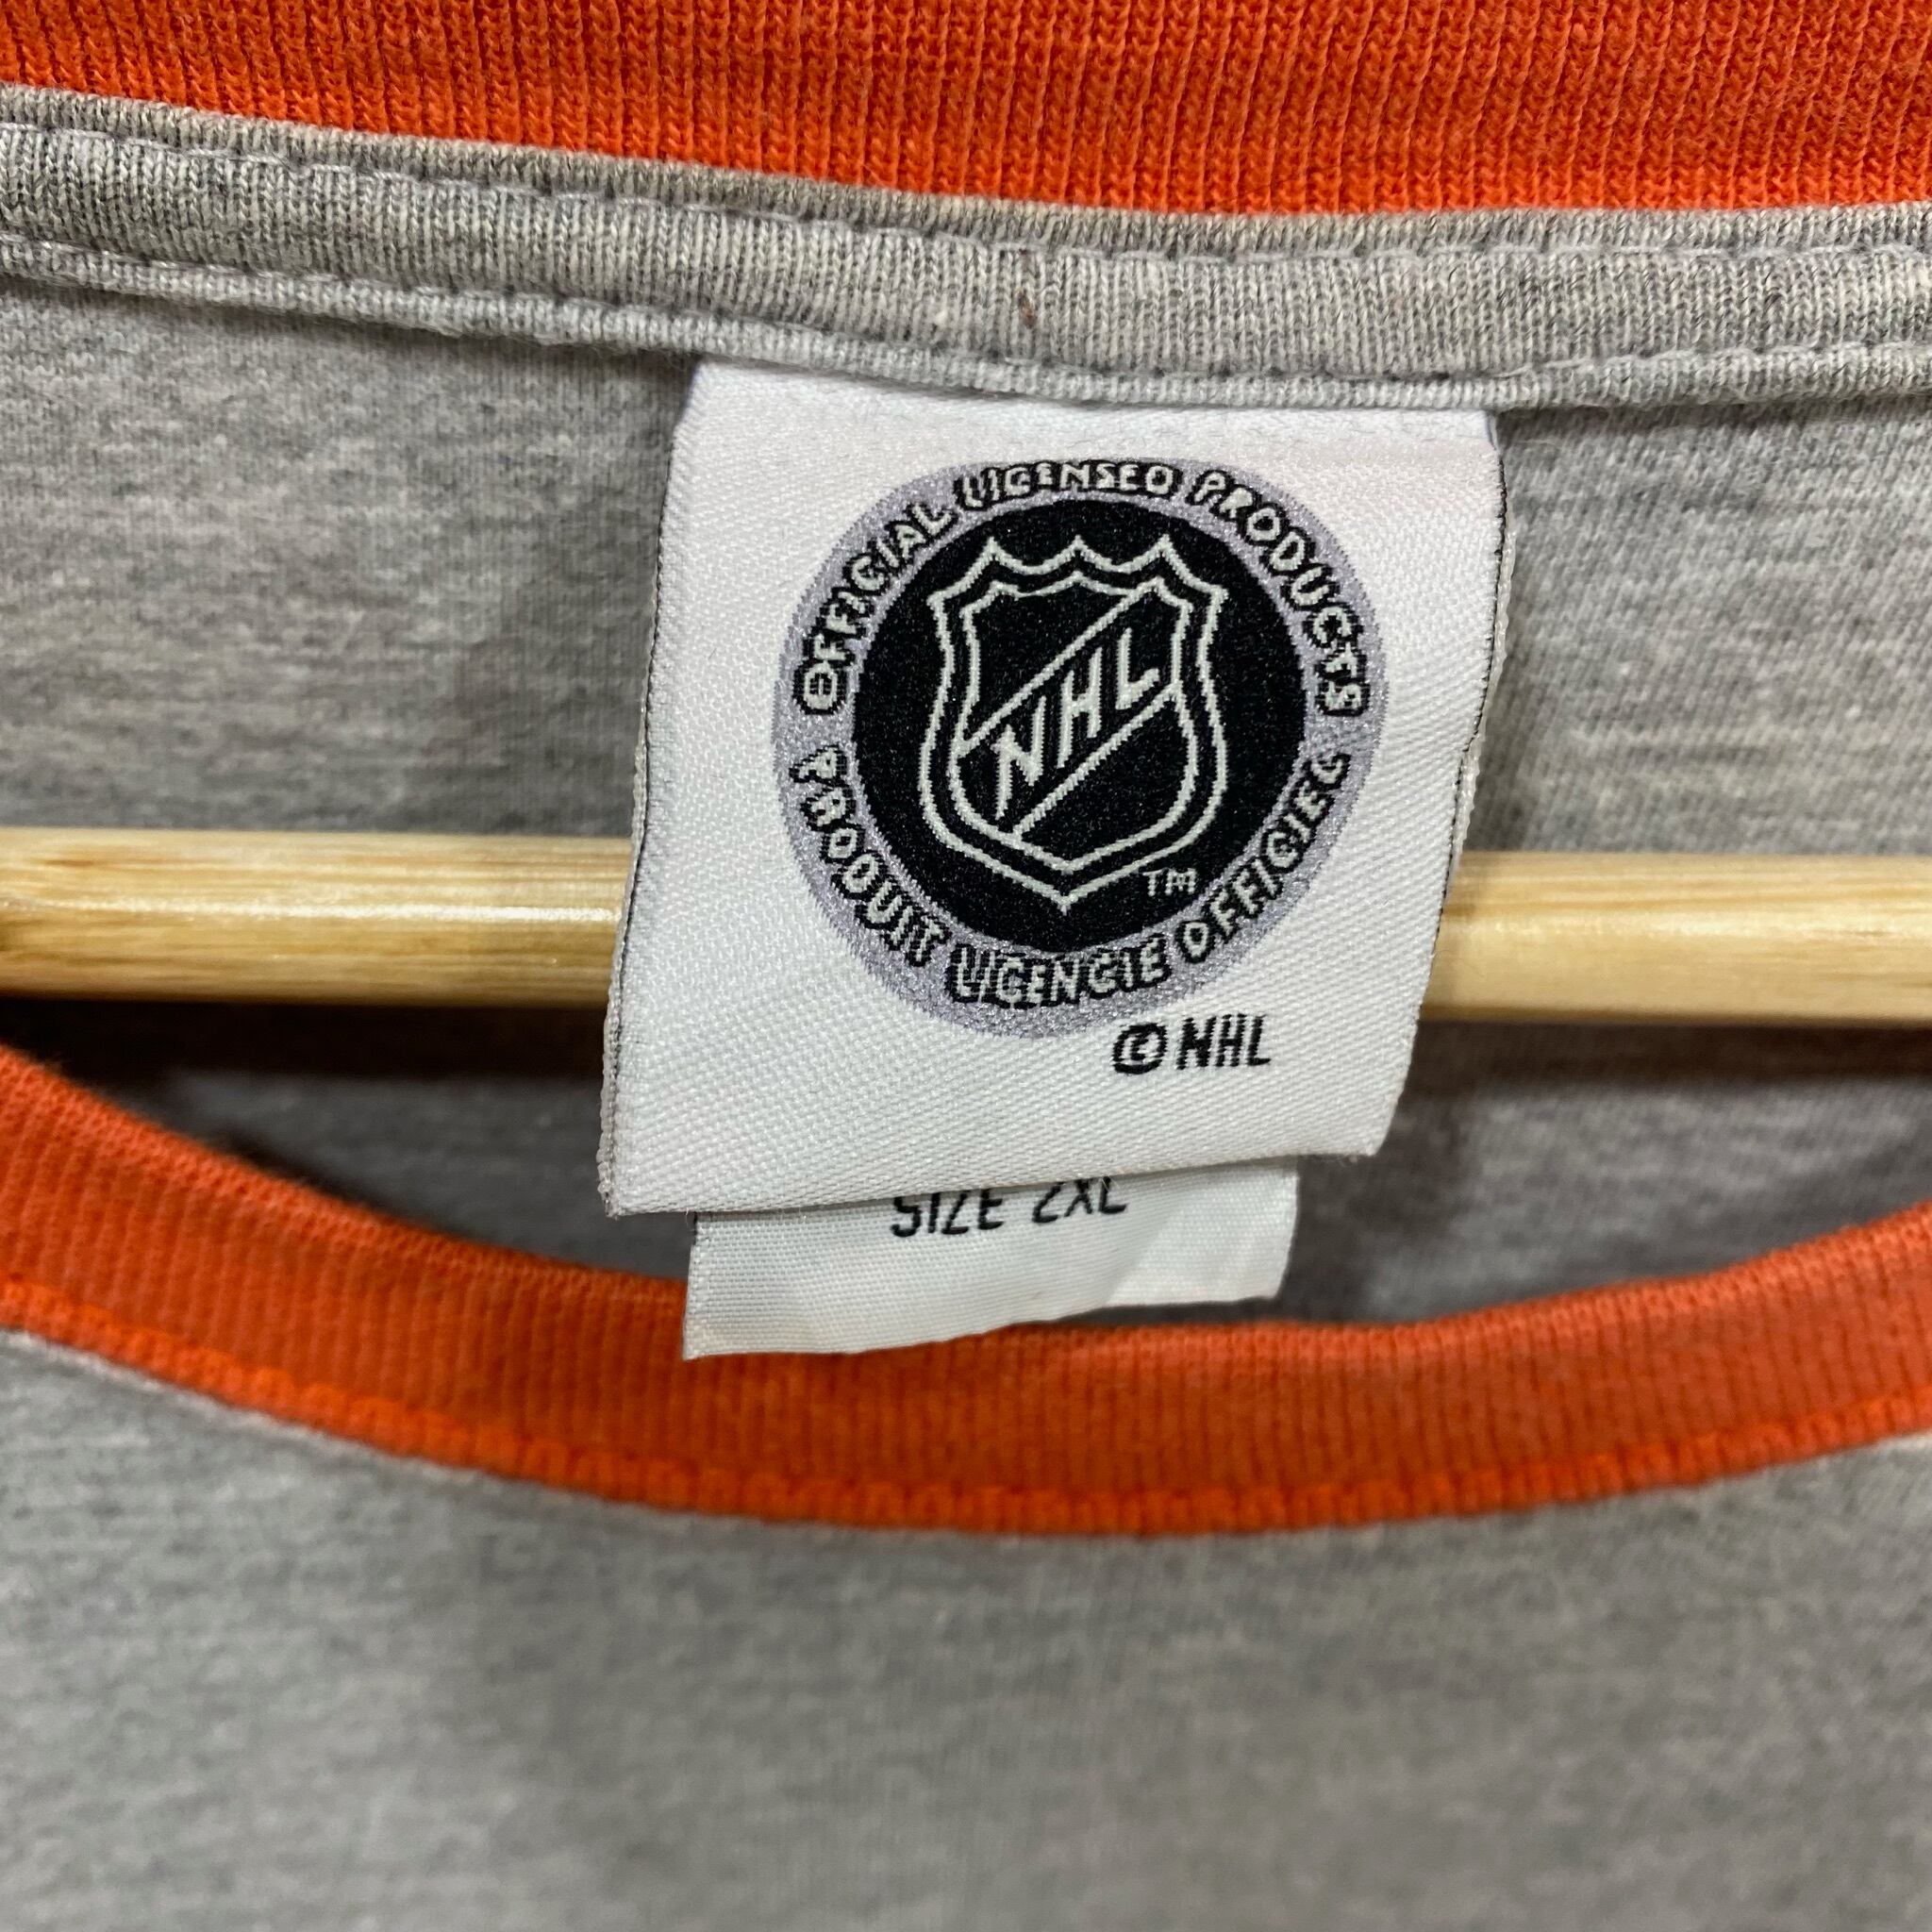 OFFICIAL LICENSED PRODUCTS
NHL
TM
PRODUIT LICENCIE OFFICIEL
© NHL
SIZE 2XL